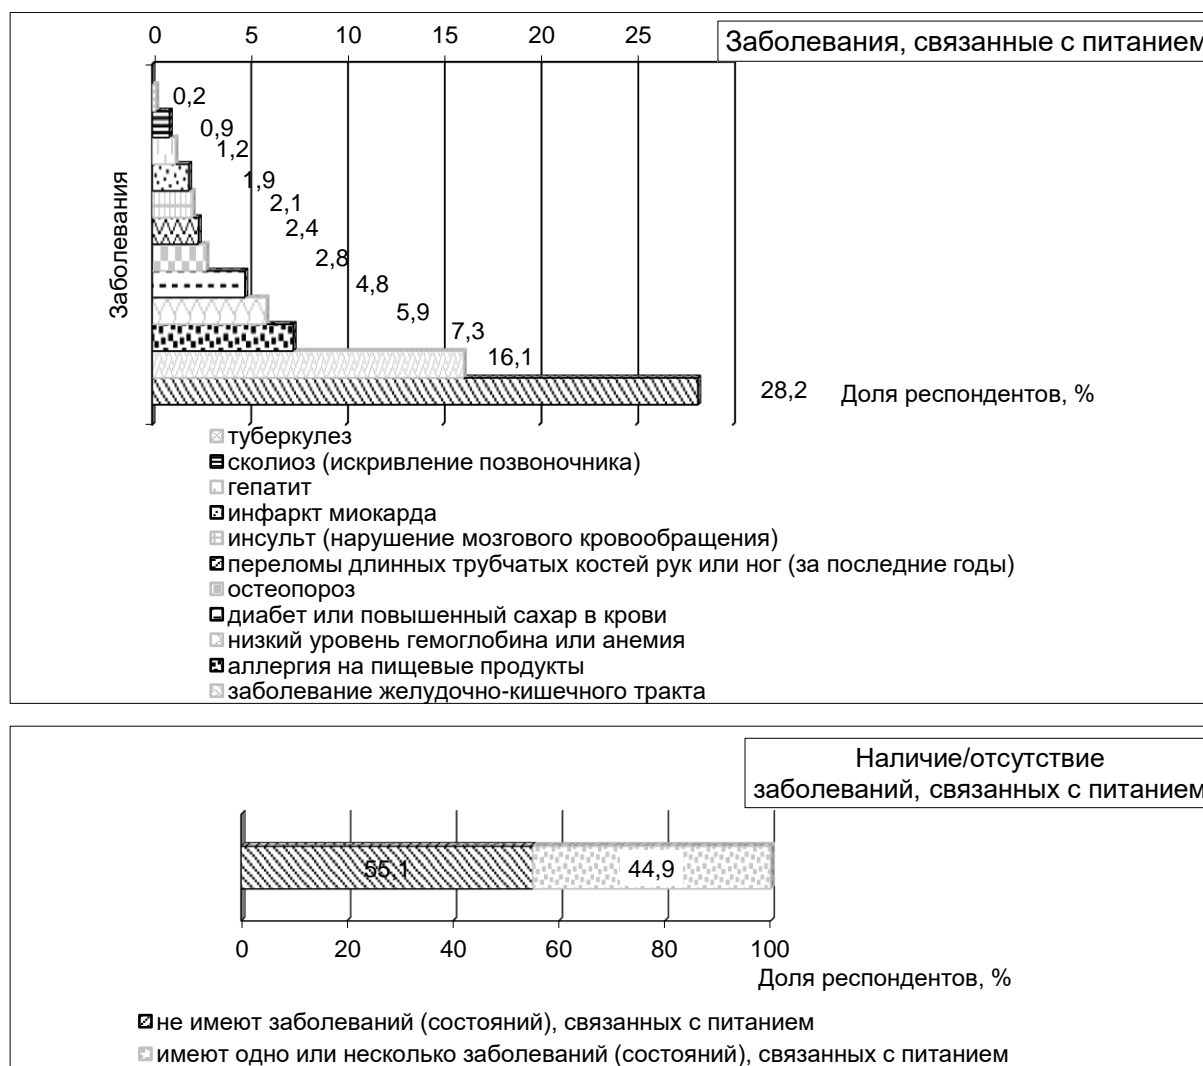 0 5 10 15 20 25
Заболевания, связанные с питанием
0,2
0,9
1,2
1,9
2,1
2,4
2,8
4,8
5,9
7,3
16,1
28,2
Заболевания
Доля респондентов, %
туберкулез
сколиоз (искривление позвоночника)
гепатит
инфаркт миокарда
инсульт (нарушение мозгового кровообращения)
переломы длинных трубчатых костей рук или ног (за последние годы)
остеопороз
диабет или повышенный сахар в крови
низкий уровень гемоглобина или анемия
аллергия на пищевые продукты
заболевание желудочно-кишечного тракта
Наличие/отсутствие
заболеваний, связанных с питанием
55,1 44,9
0 20 40 60 80 100
Доля респондентов, %
не имеют заболеваний (состояний), связанных с питанием
имеют одно или несколько заболеваний (состояний), связанных с питанием